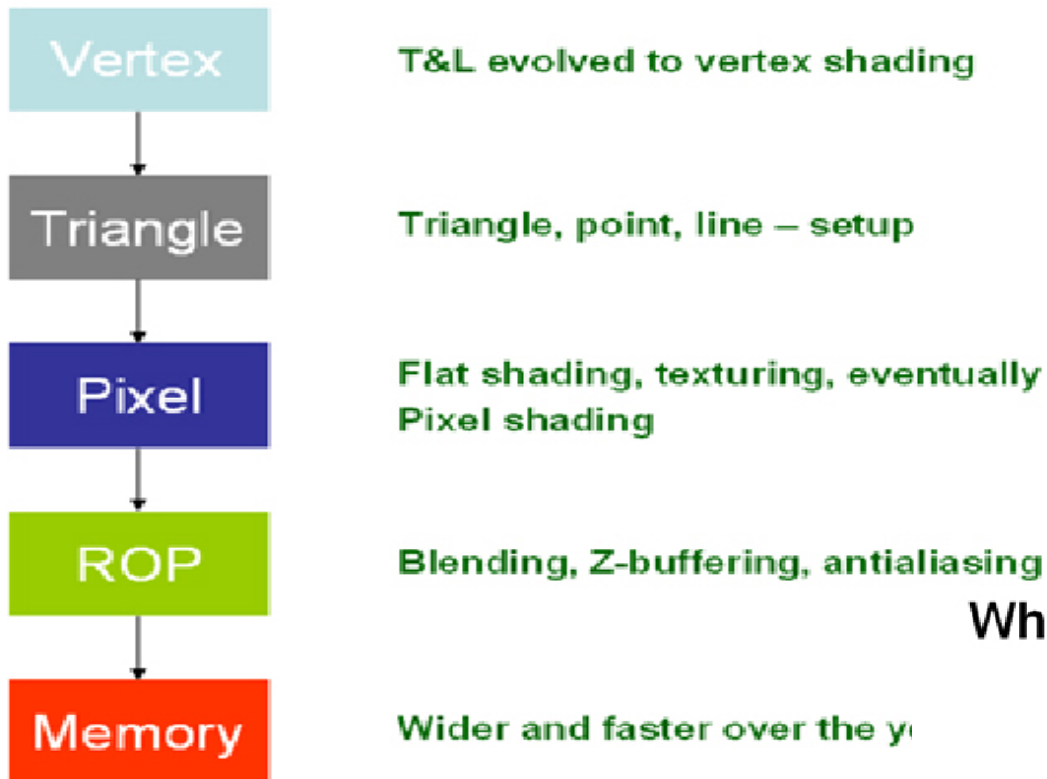 Vertex
T&L evolved to vertex shading
Triangle
Triangle, point, line – setup
Pixel
Flat shading, texturing, eventually
Pixel shading
ROP
Blending, Z-buffering, antialiasing
Wh
Memory
Wider and faster over the